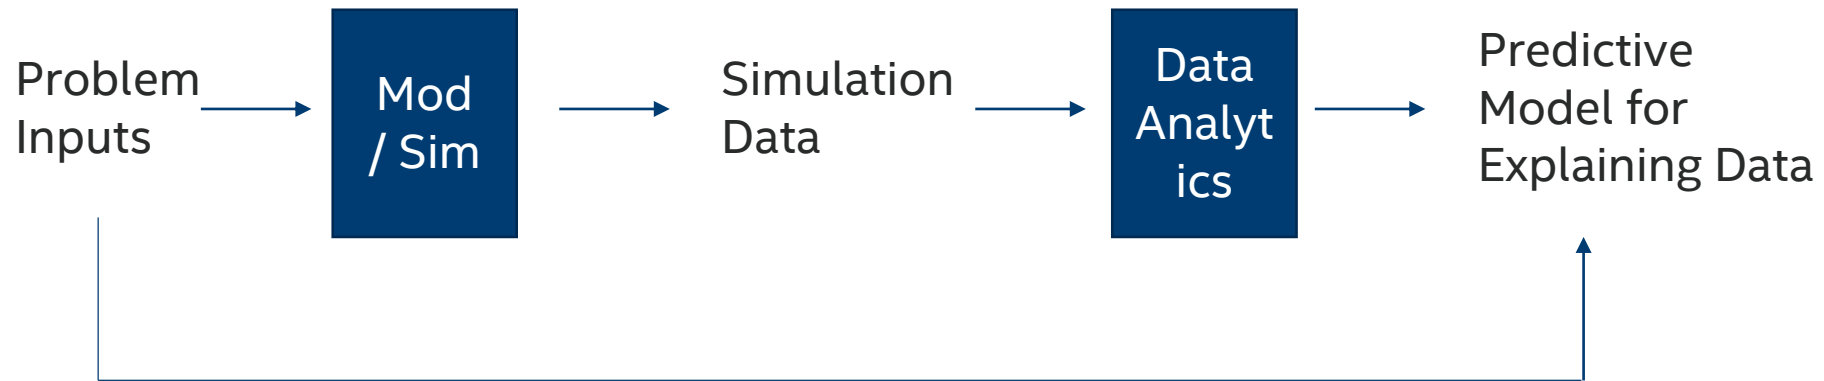 Problem
Inputs
Mod
/ Sim
Simulation
Data
Data
Analyt
ics
Predictive
Model for
Explaining Data